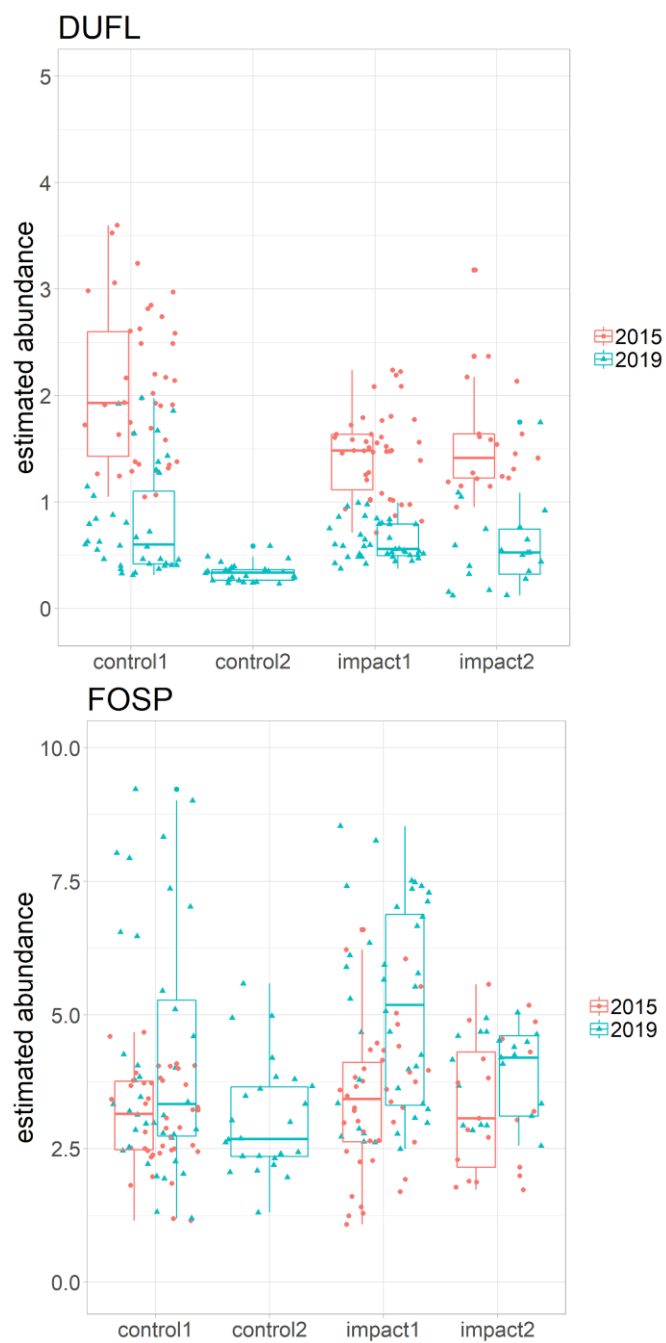 DUFL
5
4
3
2
1
0
estimated abundance
control1 control2 impact1 impact2
2015
2019
FOSP
10.0
7.5
5.0
2.5
0.0
estimated abundance
control1 control2 impact1 impact2
2015
2019